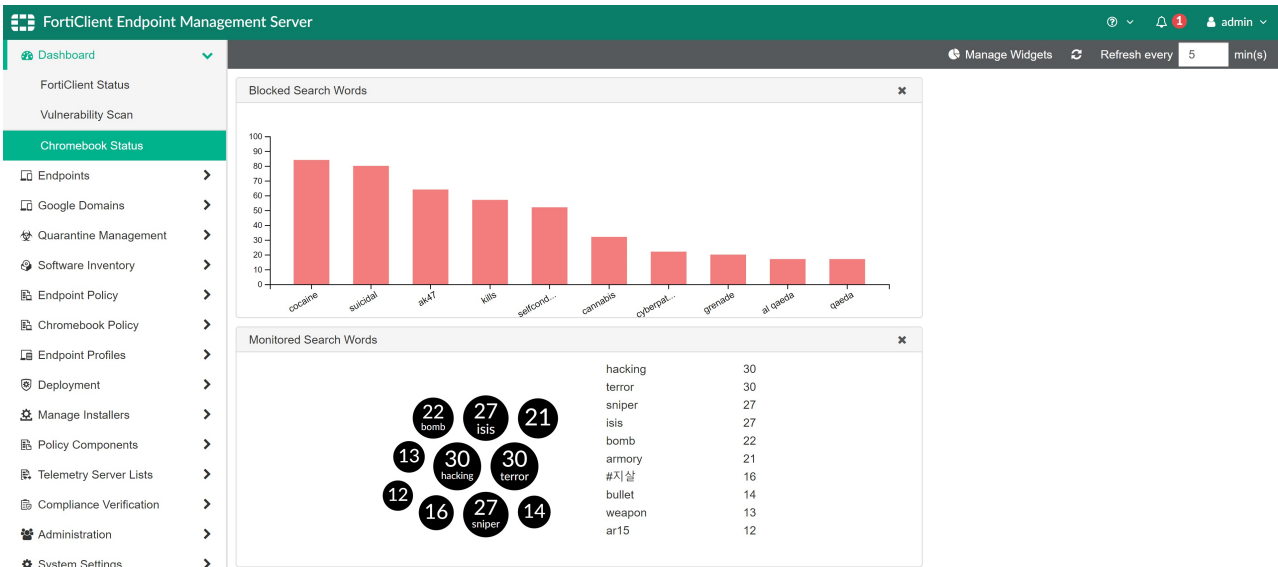 FortiClient Endpoint Management Server
1
admin
Dashboard
Manage Widgets
Refresh every 5 min(s)
FortiClient Status
Vulnerability Scan
Chromebook Status
Endpoints
Google Domains
Quarantine Management
Software Inventory
Endpoint Policy
Chromebook Policy
Endpoint Profiles
Deployment
Manage Installers
Policy Components
Telemetry Server Lists
Compliance Verification
Administration
System Settings
Blocked Search Words
100
90
80
70
60
50
40
30
20
10
0
cocaine
suicidal
ak47
kills
selfcond...
cannabis
cyberpat...
grenade
al qaeda
qaeda
Monitored Search Words
22 bomb
27 isis
21
13
30 hacking
30 terror
12
16
27 sniper
14
hacking 30
terror 30
sniper 27
isis 27
bomb 22
armory 21
#지살 16
bullet 14
weapon 13
ar15 12